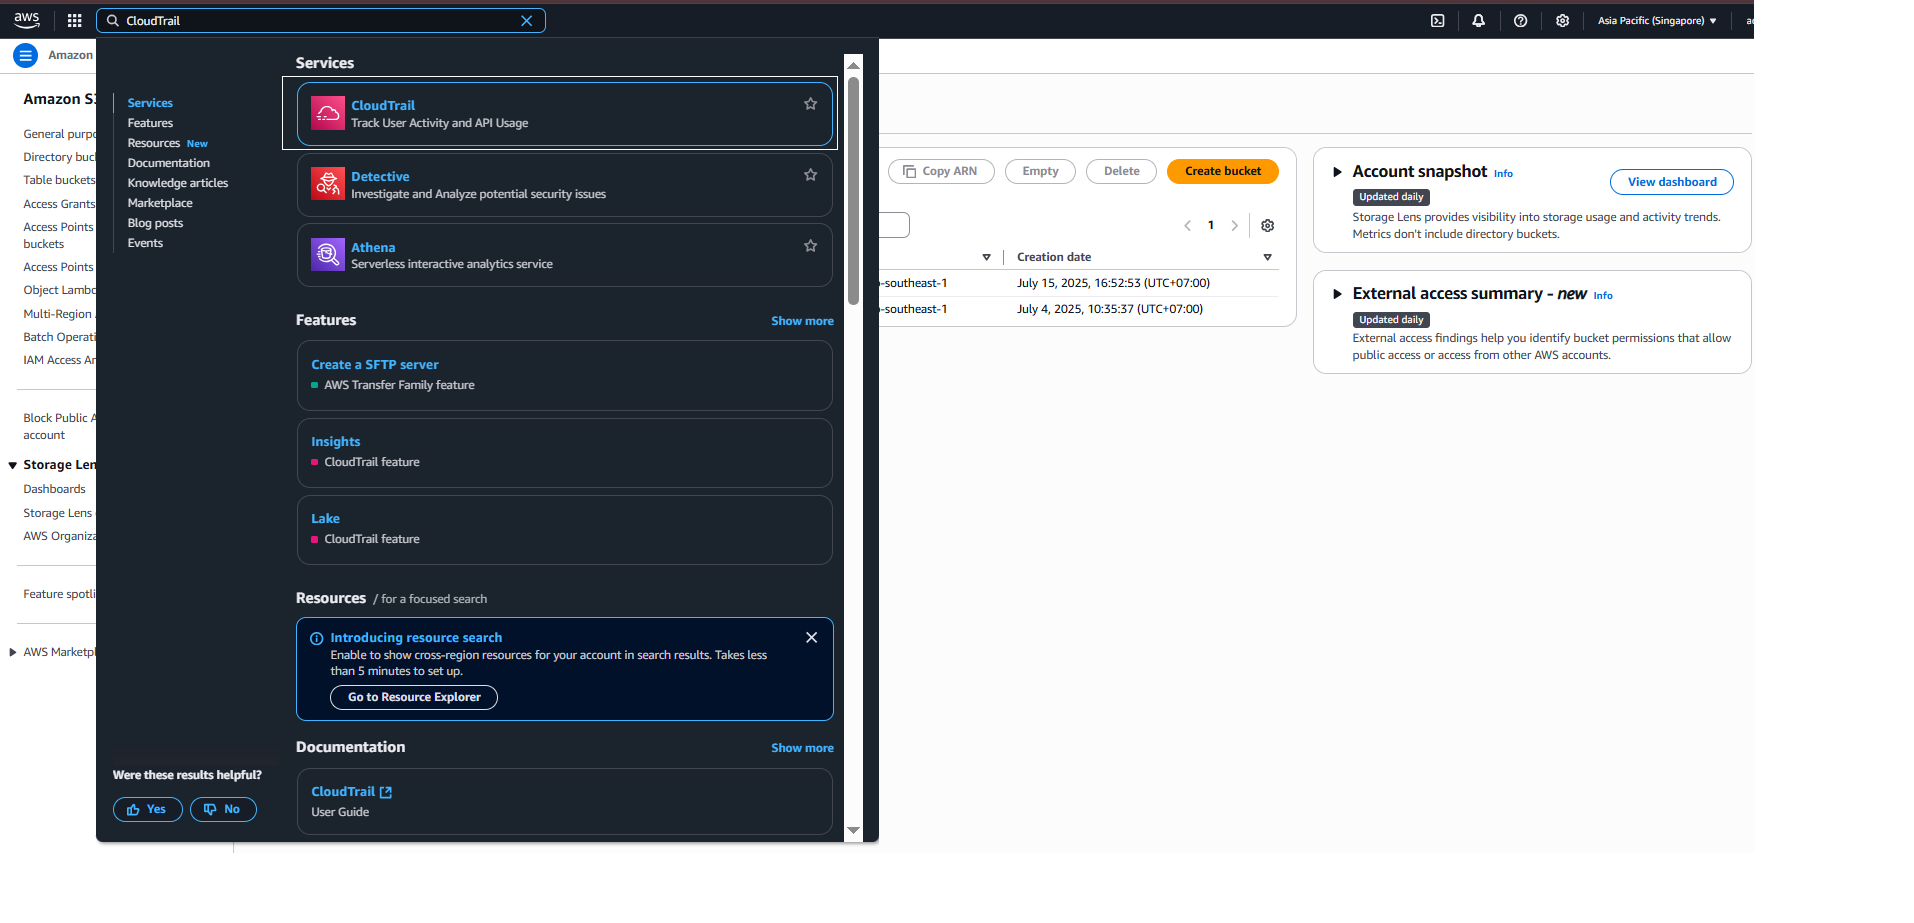 aws
CloudTrail
Asia Pacific (Singapore)
Amazon
Amazon
General
Directory
Table buckets
Access Grants
Access Points
buckets
Access Points
Object
Multi-Region
Batch
IAM Access
Block Public
account
Storage
Dashboards
Storage Lens
AWS
Feature
AWS
Services
Features
Resources New
Documentation
Knowledge articles
Marketplace
Blog posts
Events
Were these results helpful?
Yes
No
Services
CloudTrail
Track User Activity and API Usage
Detective
Investigate and Analyze potential security issues
Athena
Serverless interactive analytics service
Features
Show more
Create a SFTP server
AWS Transfer Family feature
Insights
CloudTrail feature
Lake
CloudTrail feature
Resources / for a focused search
Introducing resource search
Enable to show cross-region resources for your account in search results. Takes less
than 5 minutes to set up.
Go to Resource Explorer
Documentation
Show more
CloudTrail
User Guide
Copy ARN
Empty
Delete
Create bucket
1
Creation date
-southeast-1
July 15, 2025, 16:52:53 (UTC+07:00)
-southeast-1
July 4, 2025, 10:35:37 (UTC+07:00)
Account snapshot Info
View dashboard
Updated daily
Storage Lens provides visibility into storage usage and activity trends.
Metrics don't include directory buckets.
External access summary - new Info
Updated daily
External access findings help you identify bucket permissions that allow
public access or access from other AWS accounts.